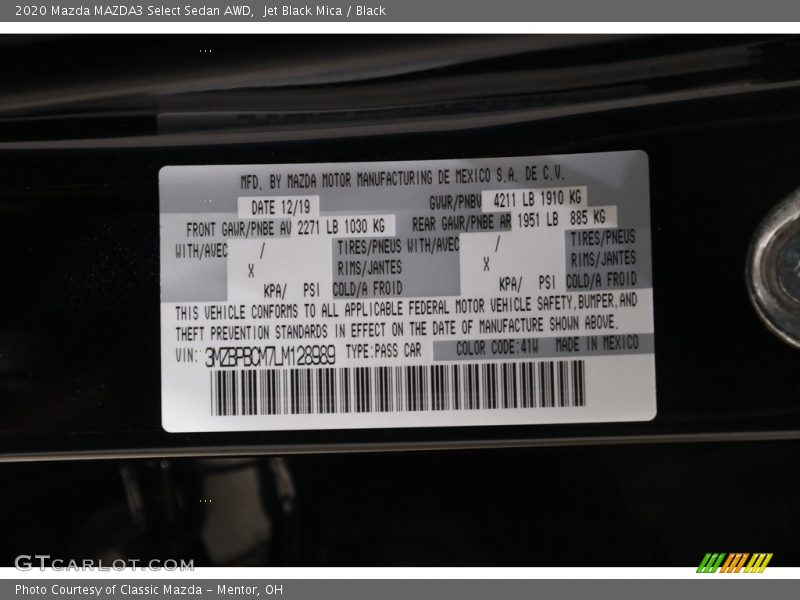 2020 Mazda MAZDA3 Select Sedan AWD,  Jet Black Mica / Black
MFD. BY MAZDA MOTOR MANUFACTURING DE MEXICO S.A. DE C.V.
DATE 12/19 GVWR/PNBV 4211 LB 1910 KG
FRONT GAWR/PNBE AV 2271 LB 1030 KG REAR GAWR/PNBE AR 1951 LB 885 KG
WITH/AVEC / TIRES/PNEUS WITH/AVEC / TIRES/PNEUS
X RIMS/JANTES X RIMS/JANTES
KPA/ PSI COLD/A FROID KPA/ PSI COLD/A FROID
THIS VEHICLE CONFORMS TO ALL APPLICABLE FEDERAL MOTOR VEHICLE SAFETY,BUMPER,AND
THEFT PREVENTION STANDARDS IN EFFECT ON THE DATE OF MANUFACTURE SHOWN ABOVE.
VIN: 3MZBPBCM7LM128989 TYPE:PASS CAR COLOR CODE:41W MADE IN MEXICO
GTCARLOT.COM
Photo Courtesy of Classic Mazda - Mentor, OH